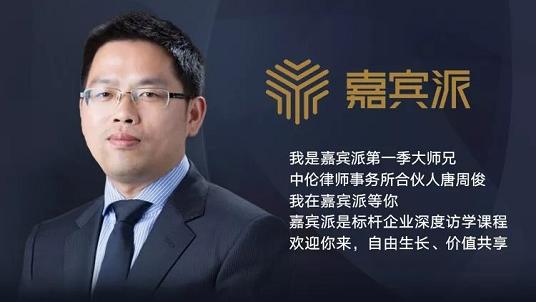 嘉宾派
我是嘉宾派第一季大师兄
中伦律师事务所合伙人唐周俊
我在嘉宾派等你
嘉宾派是标杆企业深度访学课程
欢迎你来，自由生长、价值共享